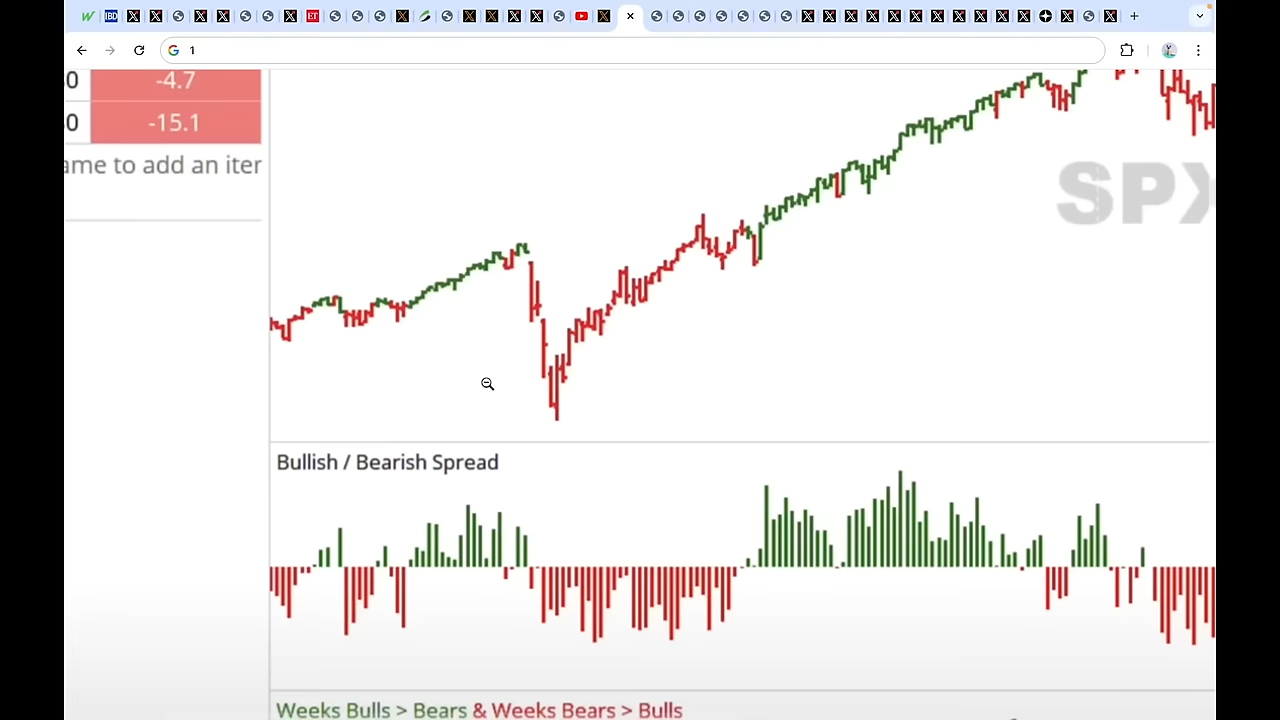 1
0 -4.7
0 -15.1
ame to add an iter
SPX
Bullish / Bearish Spread
Weeks Bulls > Bears & Weeks Bears > Bulls